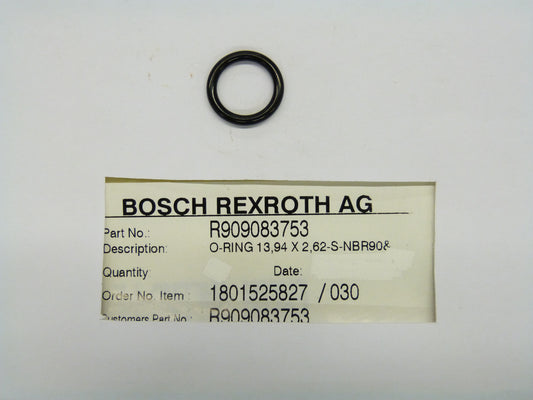 BOSCH REXROTH AG
Part No.: R909083753
Description: O-RING 13,94 X 2,62-S-NBR90&
Quantity: Date:
Order No. Item : 1801525827 / 030
Customers Part No.: R909083753